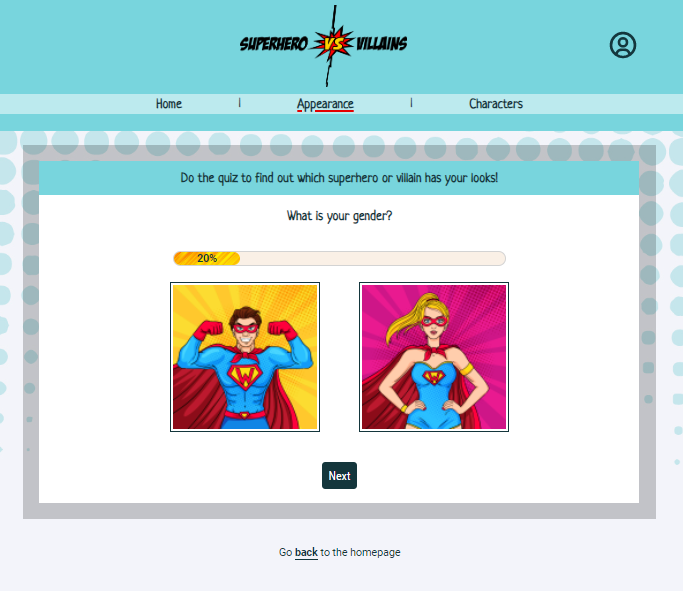 SUPERHERO VS VILLAINS
Home | Appearance | Characters
Do the quiz to find out which superhero or villain has your looks!
What is your gender?
20%
W W
Next
Go back to the homepage